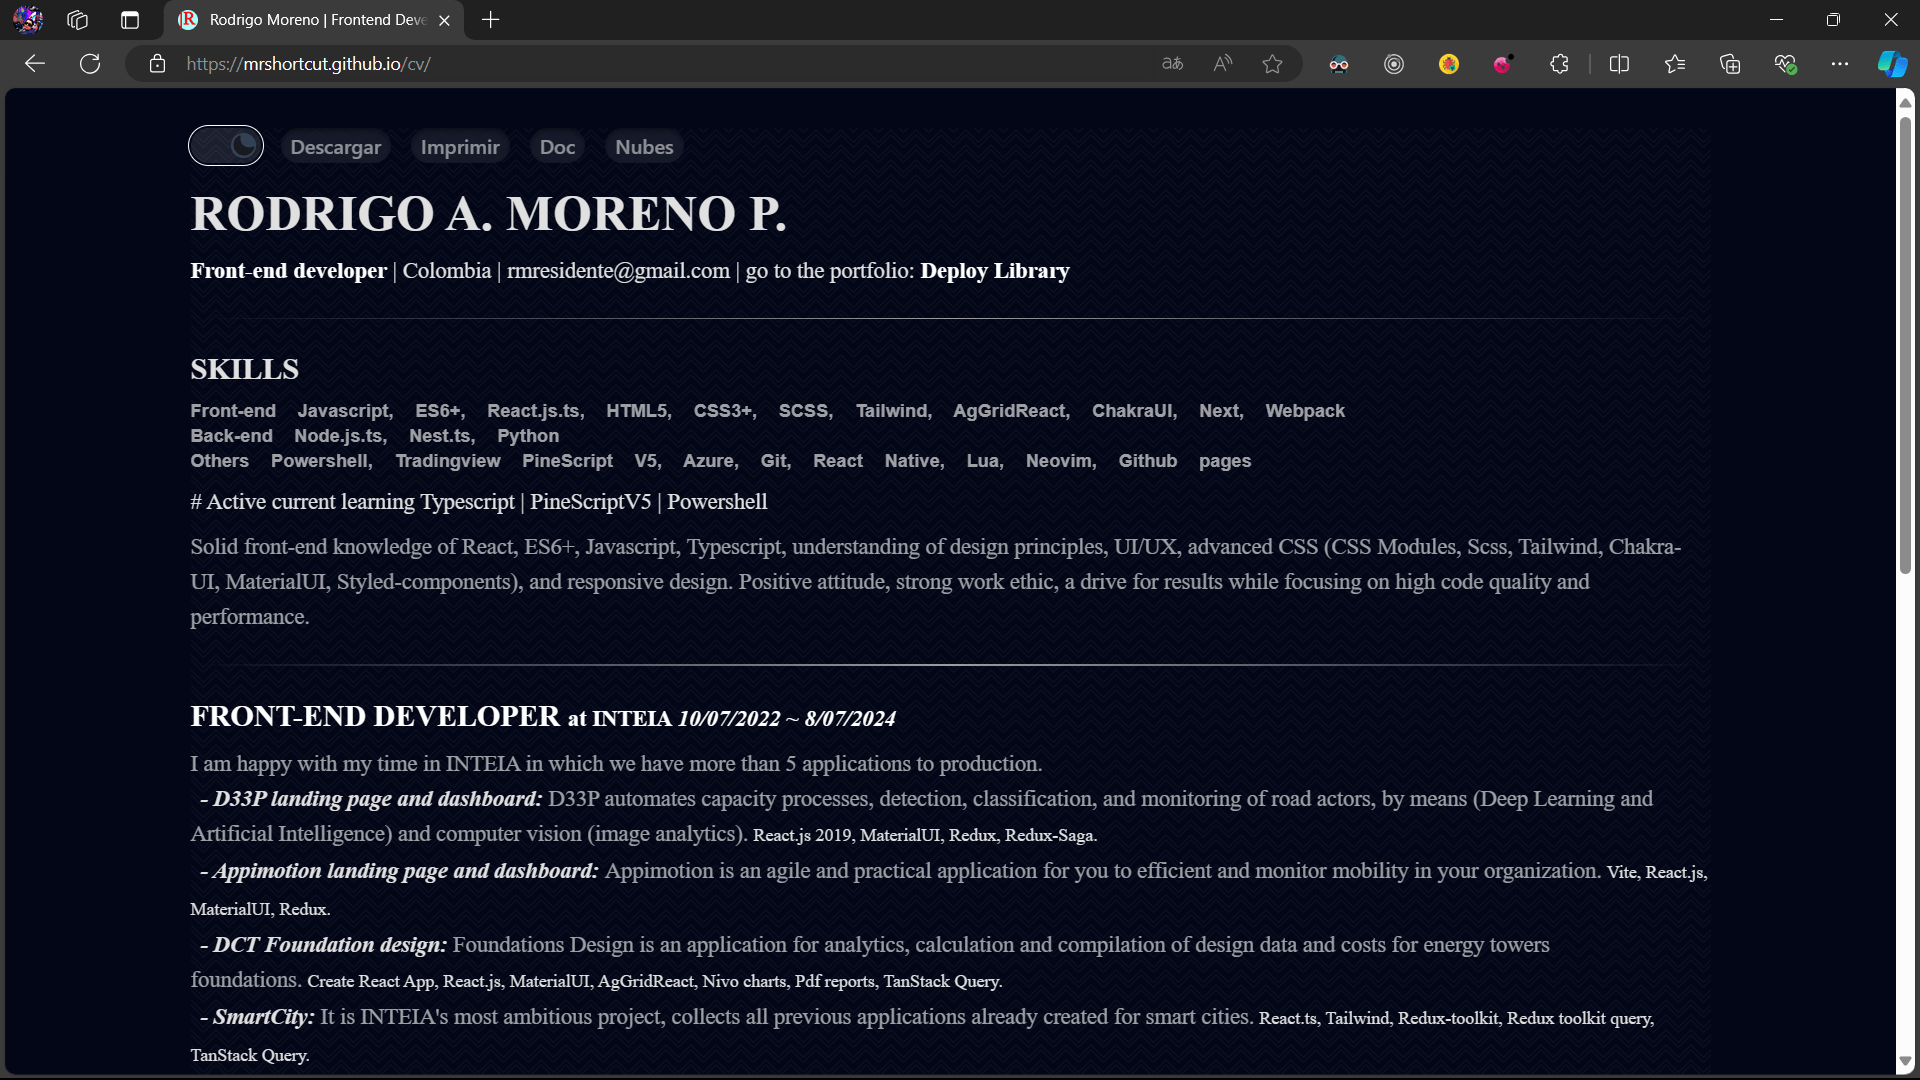 Rodrigo Moreno | Frontend Deve
https://mrshortcut.github.io/cv/
Descargar Imprimir Doc Nubes
RODRIGO A. MORENO P.
Front-end developer | Colombia | rmresidente@gmail.com | go to the portfolio: Deploy Library
SKILLS
Front-end Javascript, ES6+, React.js.ts, HTML5, CSS3+, SCSS, Tailwind, AgGridReact, ChakraUI, Next, Webpack
Back-end Node.js.ts, Nest.ts, Python
Others Powershell, Tradingview PineScript V5, Azure, Git, React Native, Lua, Neovim, Github pages
# Active current learning Typescript | PineScriptV5 | Powershell
Solid front-end knowledge of React, ES6+, Javascript, Typescript, understanding of design principles, UI/UX, advanced CSS (CSS Modules, Scss, Tailwind, Chakra-
UI, MaterialUI, Styled-components), and responsive design. Positive attitude, strong work ethic, a drive for results while focusing on high code quality and
performance.
FRONT-END DEVELOPER at INTEIA 10/07/2022 ~ 8/07/2024
I am happy with my time in INTEIA in which we have more than 5 applications to production.
- D33P landing page and dashboard: D33P automates capacity processes, detection, classification, and monitoring of road actors, by means (Deep Learning and
Artificial Intelligence) and computer vision (image analytics). React.js 2019, MaterialUI, Redux, Redux-Saga.
- Appimotion landing page and dashboard: Appimotion is an agile and practical application for you to efficient and monitor mobility in your organization. Vite, React.js,
MaterialUI, Redux.
- DCT Foundation design: Foundations Design is an application for analytics, calculation and compilation of design data and costs for energy towers
foundations. Create React App, React.js, MaterialUI, AgGridReact, Nivo charts, Pdf reports, TanStack Query.
- SmartCity: It is INTEIA's most ambitious project, collects all previous applications already created for smart cities. React.ts, Tailwind, Redux-toolkit, Redux toolkit query,
TanStack Query.